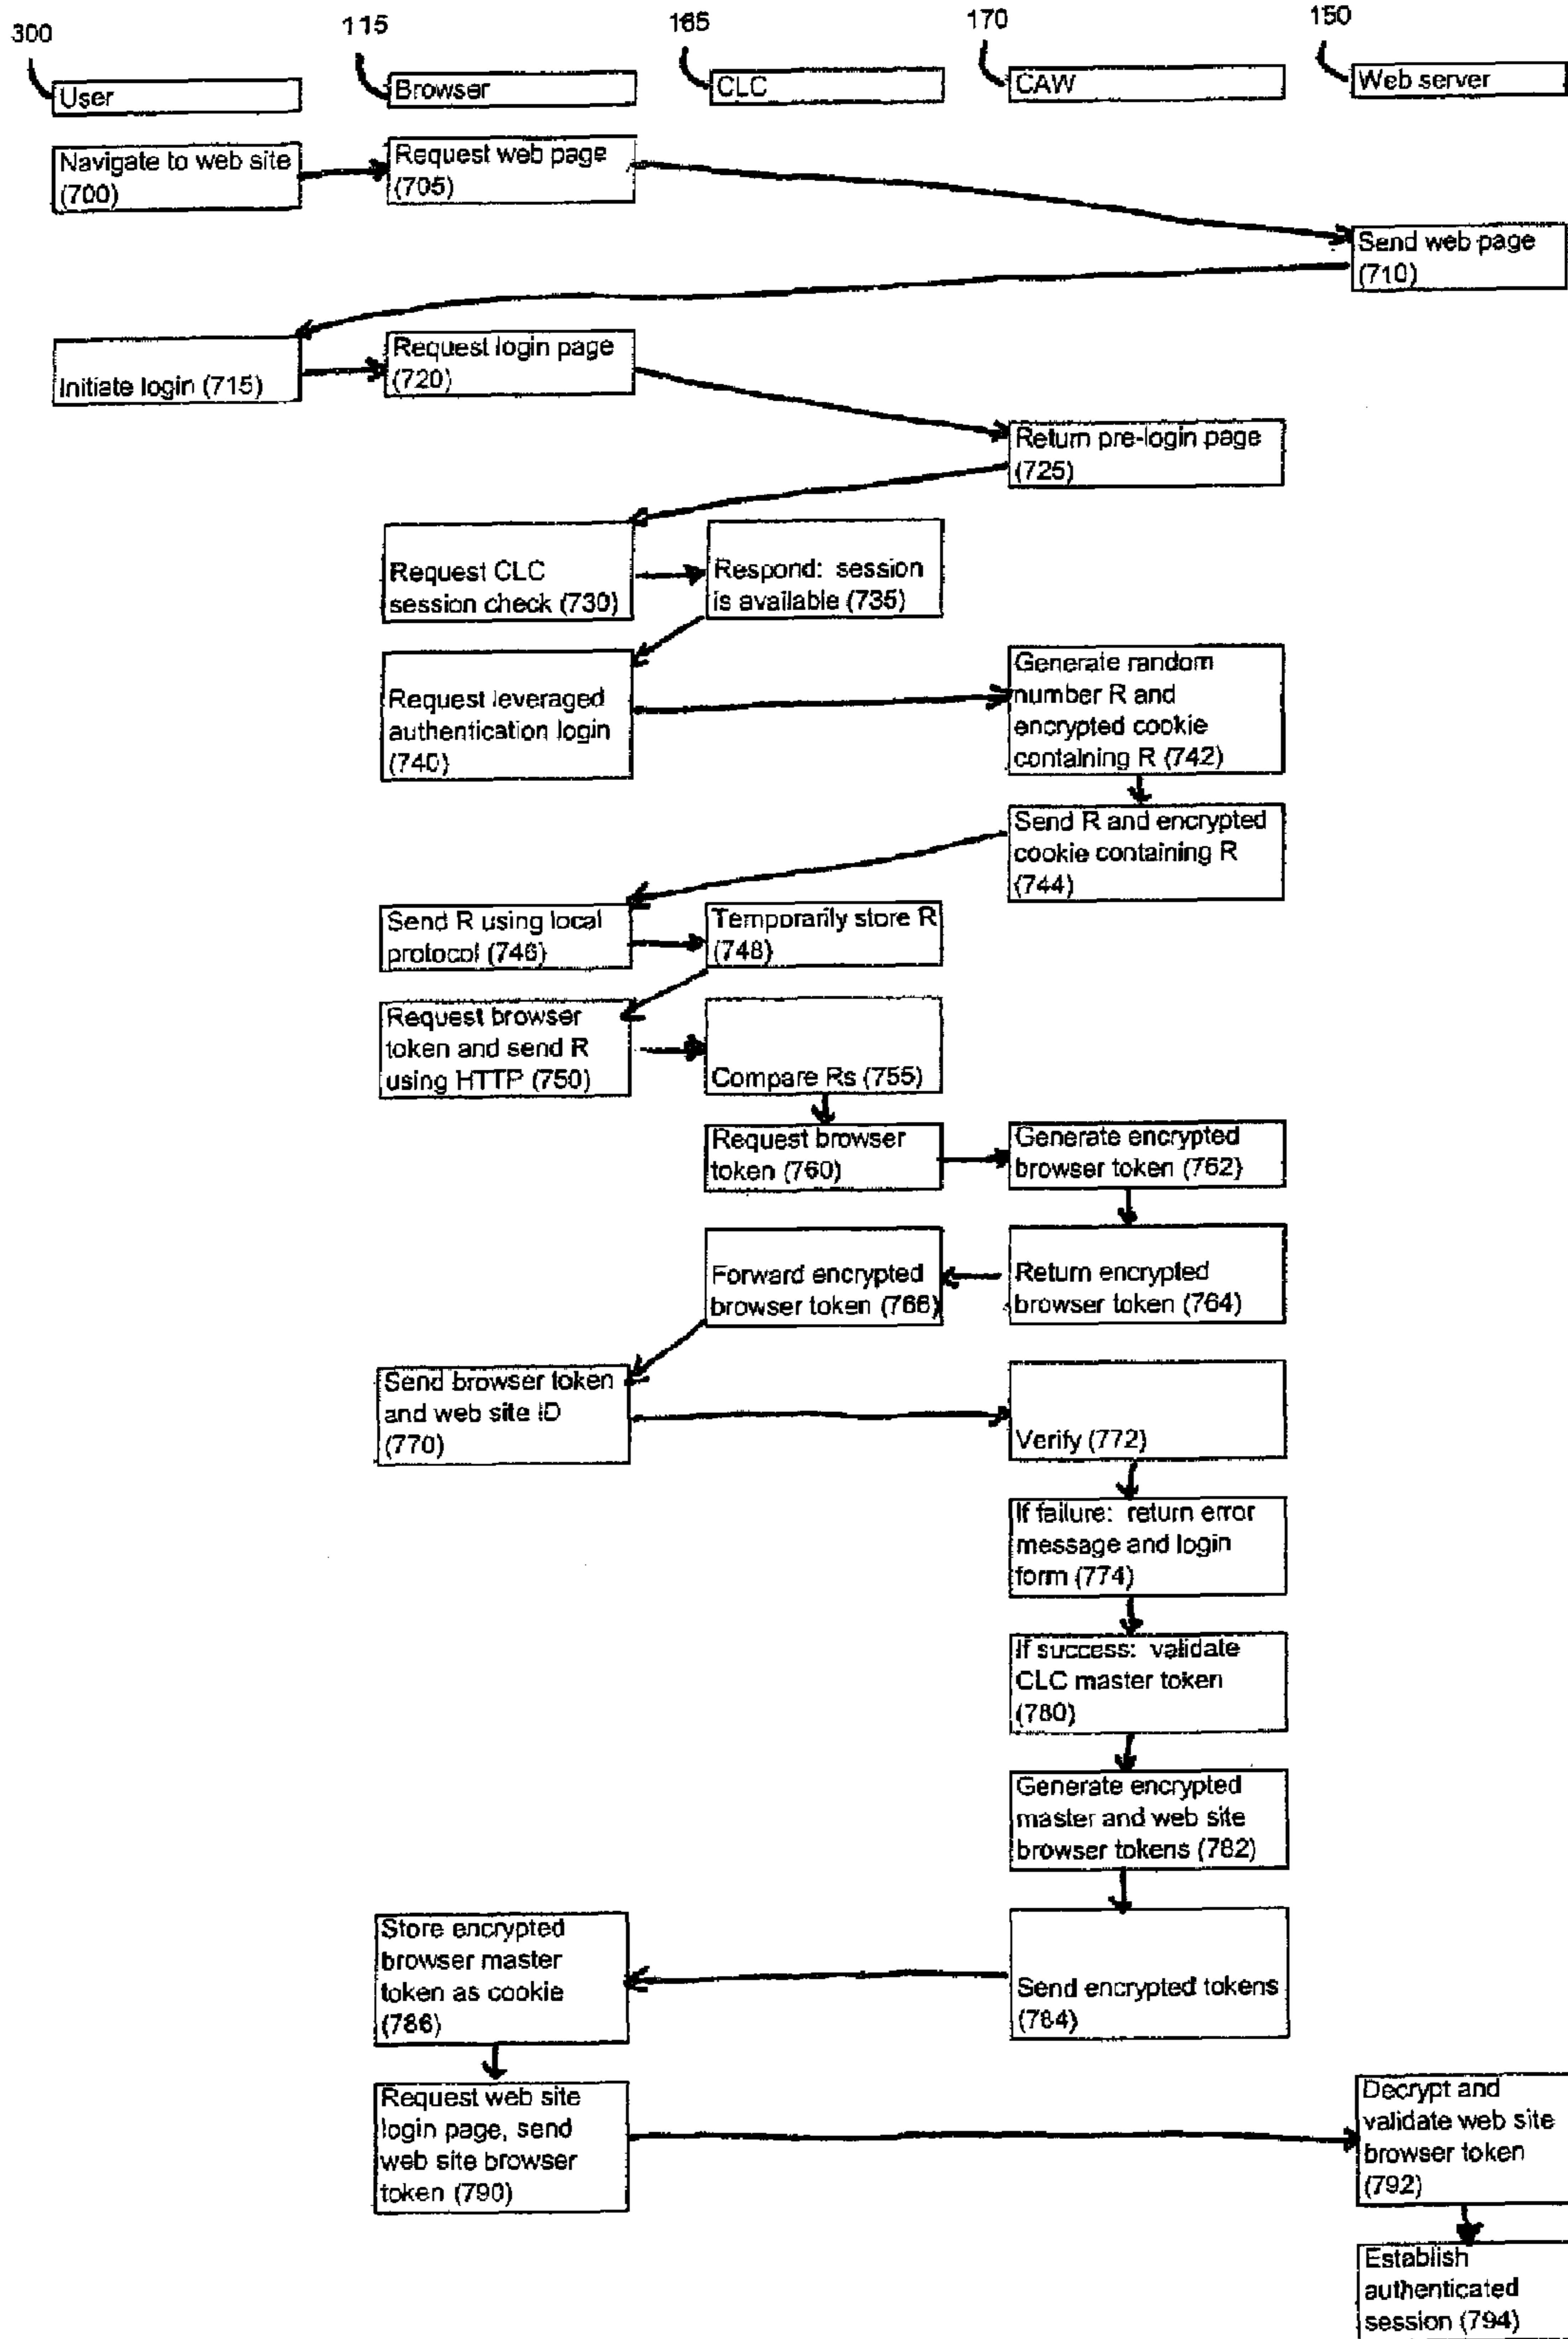 300
115
165
170
150
User
Browser
CLC
CAW
Web server
Navigate to web site
(700)
Request web page
(705)
Send web page
(710)
Initiate login (715)
Request login page
(720)
Return pre-login page
(725)
Request CLC
session check (730)
Respond: session
is available (735)
Request leveraged
authentication login
(740)
Generate random
number R and
encrypted cookie
containing R (742)
Send R and encrypted
cookie containing R
(744)
Send R using local
protocol (746)
Temporarily store R
(748)
Request browser
token and send R
using HTTP (750)
Compare Rs (755)
Request browser
token (760)
Generate encrypted
browser token (762)
Forward encrypted
browser token (766)
Return encrypted
browser token (764)
Send browser token
and web site ID
(770)
Verify (772)
If failure: return error
message and login
form (774)
If success: validate
CLC master token
(780)
Generate encrypted
master and web site
browser tokens (782)
Store encrypted
browser master
token as cookie
(786)
Send encrypted tokens
(784)
Request web site
login page, send
web site browser
token (790)
Decrypt and
validate web site
browser token
(792)
Establish
authenticated
session (794)